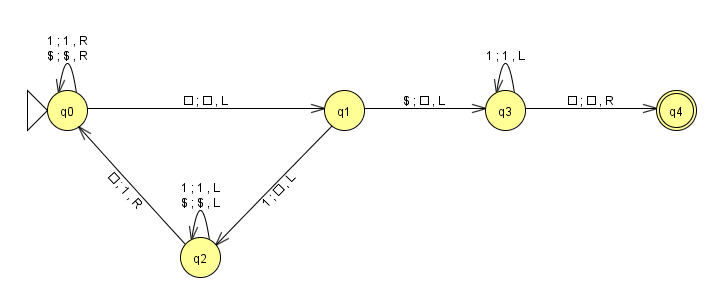 1 ; 1 , R
$ ; $ , R
1 ; 1 , L
q0
□ ; □ , L
q1
$ ; □ , L
q3
□ ; □ , R
q4
□ ; 1 , R
1 ; 1 , L
$ ; $ , L
1 ; □ , L
q2